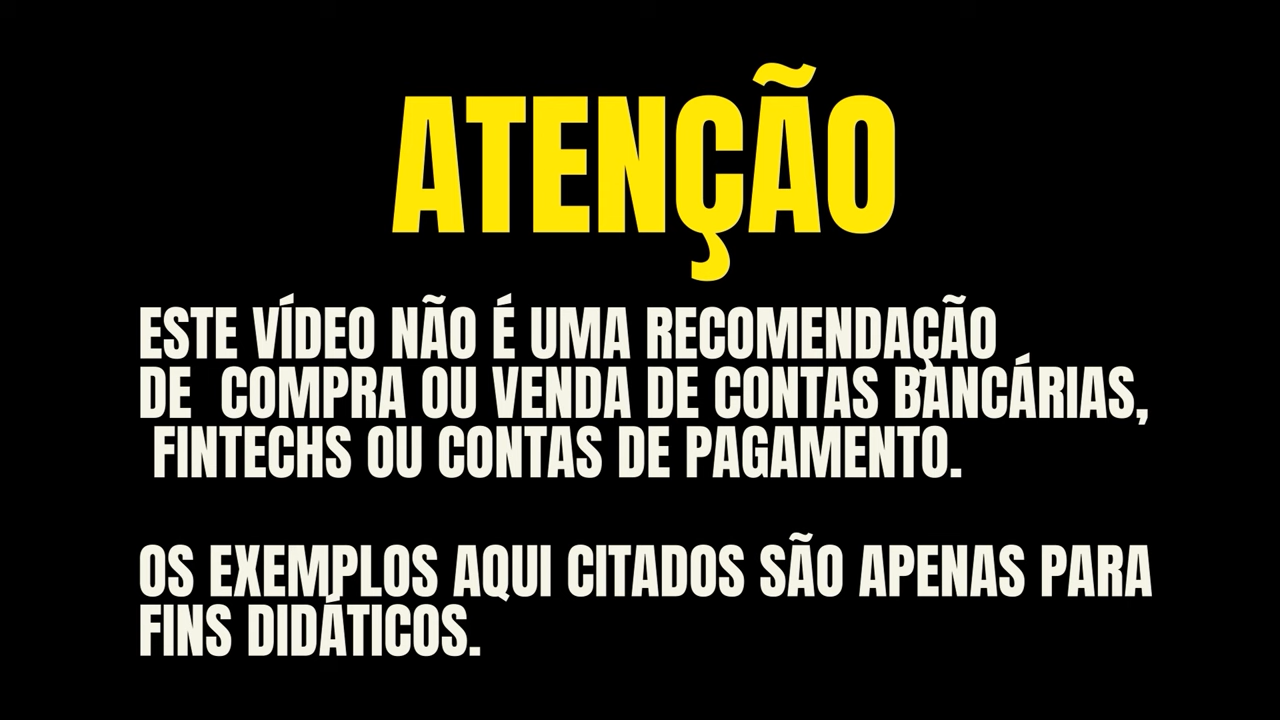 ATENÇÃO
ESTE VÍDEO NÃO É UMA RECOMENDAÇÃO
DE COMPRA OU VENDA DE CONTAS BANCÁRIAS,
FINTECHS OU CONTAS DE PAGAMENTO.
OS EXEMPLOS AQUI CITADOS SÃO APENAS PARA
FINS DIDÁTICOS.